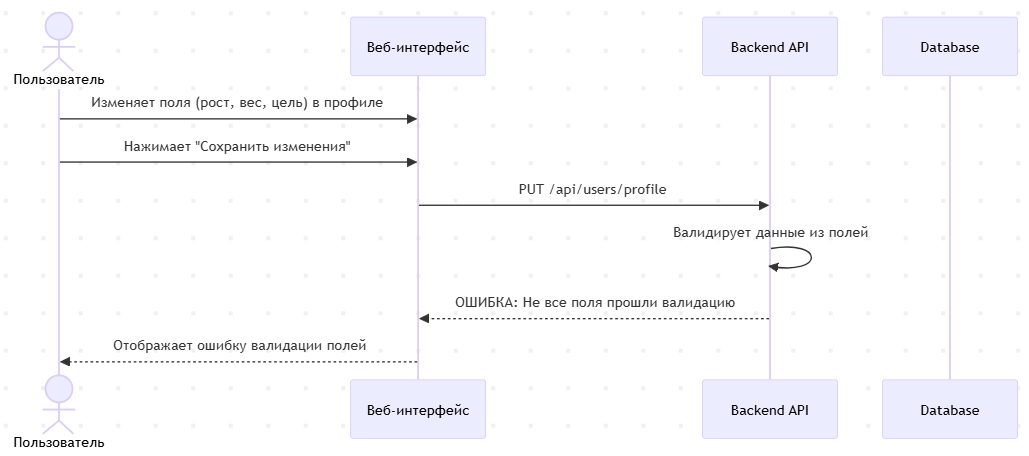 Пользователь
Веб-интерфейс
Backend API
Database
Изменяет поля (рост, вес, цель) в профиле
Нажимает "Сохранить изменения"
PUT /api/users/profile
Валидирует данные из полей
ОШИБКА: Не все поля прошли валидацию
Отображает ошибку валидации полей
Пользователь
Веб-интерфейс
Backend API
Database